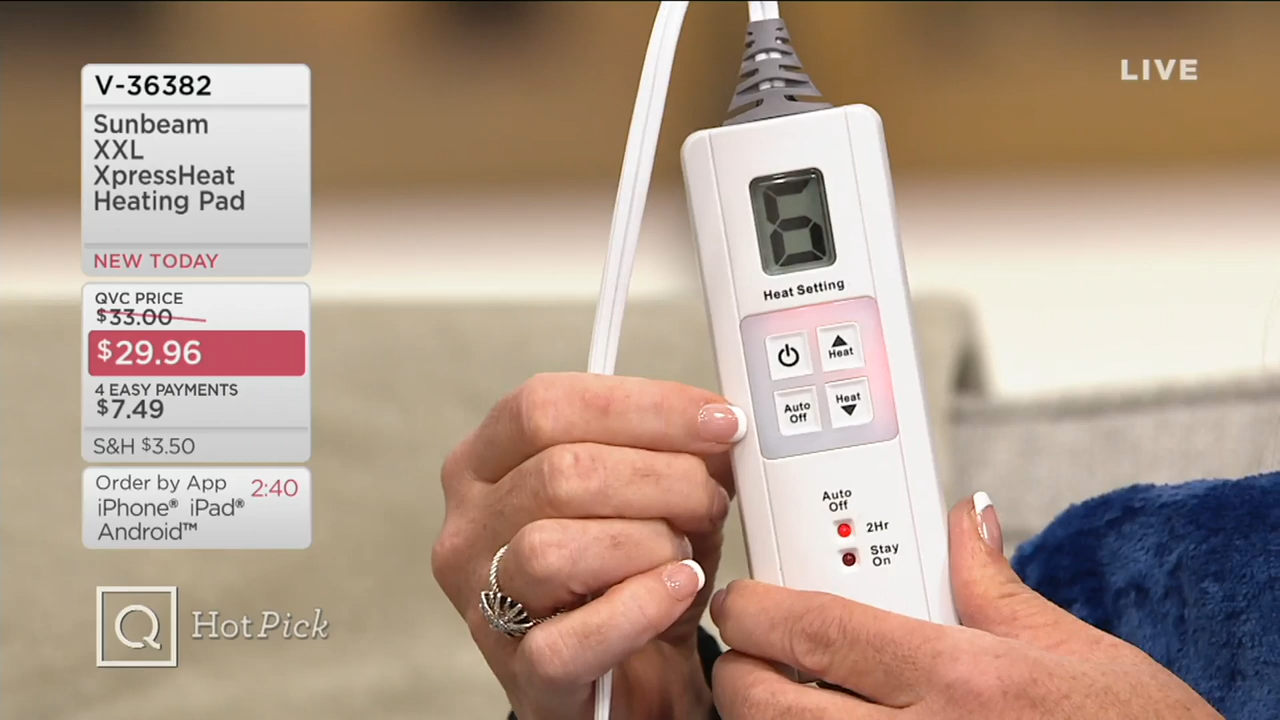 V-36382
Sunbeam
XXL
XpressHeat
Heating Pad
NEW TODAY
QVC PRICE
$33.00
$29.96
4 EASY PAYMENTS
$7.49
S&H $3.50
Order by App 2:40
iPhone® iPad®
Android™
Q Hot Pick
LIVE
6
Heat Setting
Heat
Auto
Off
Heat
Auto
Off
2Hr
Stay
On